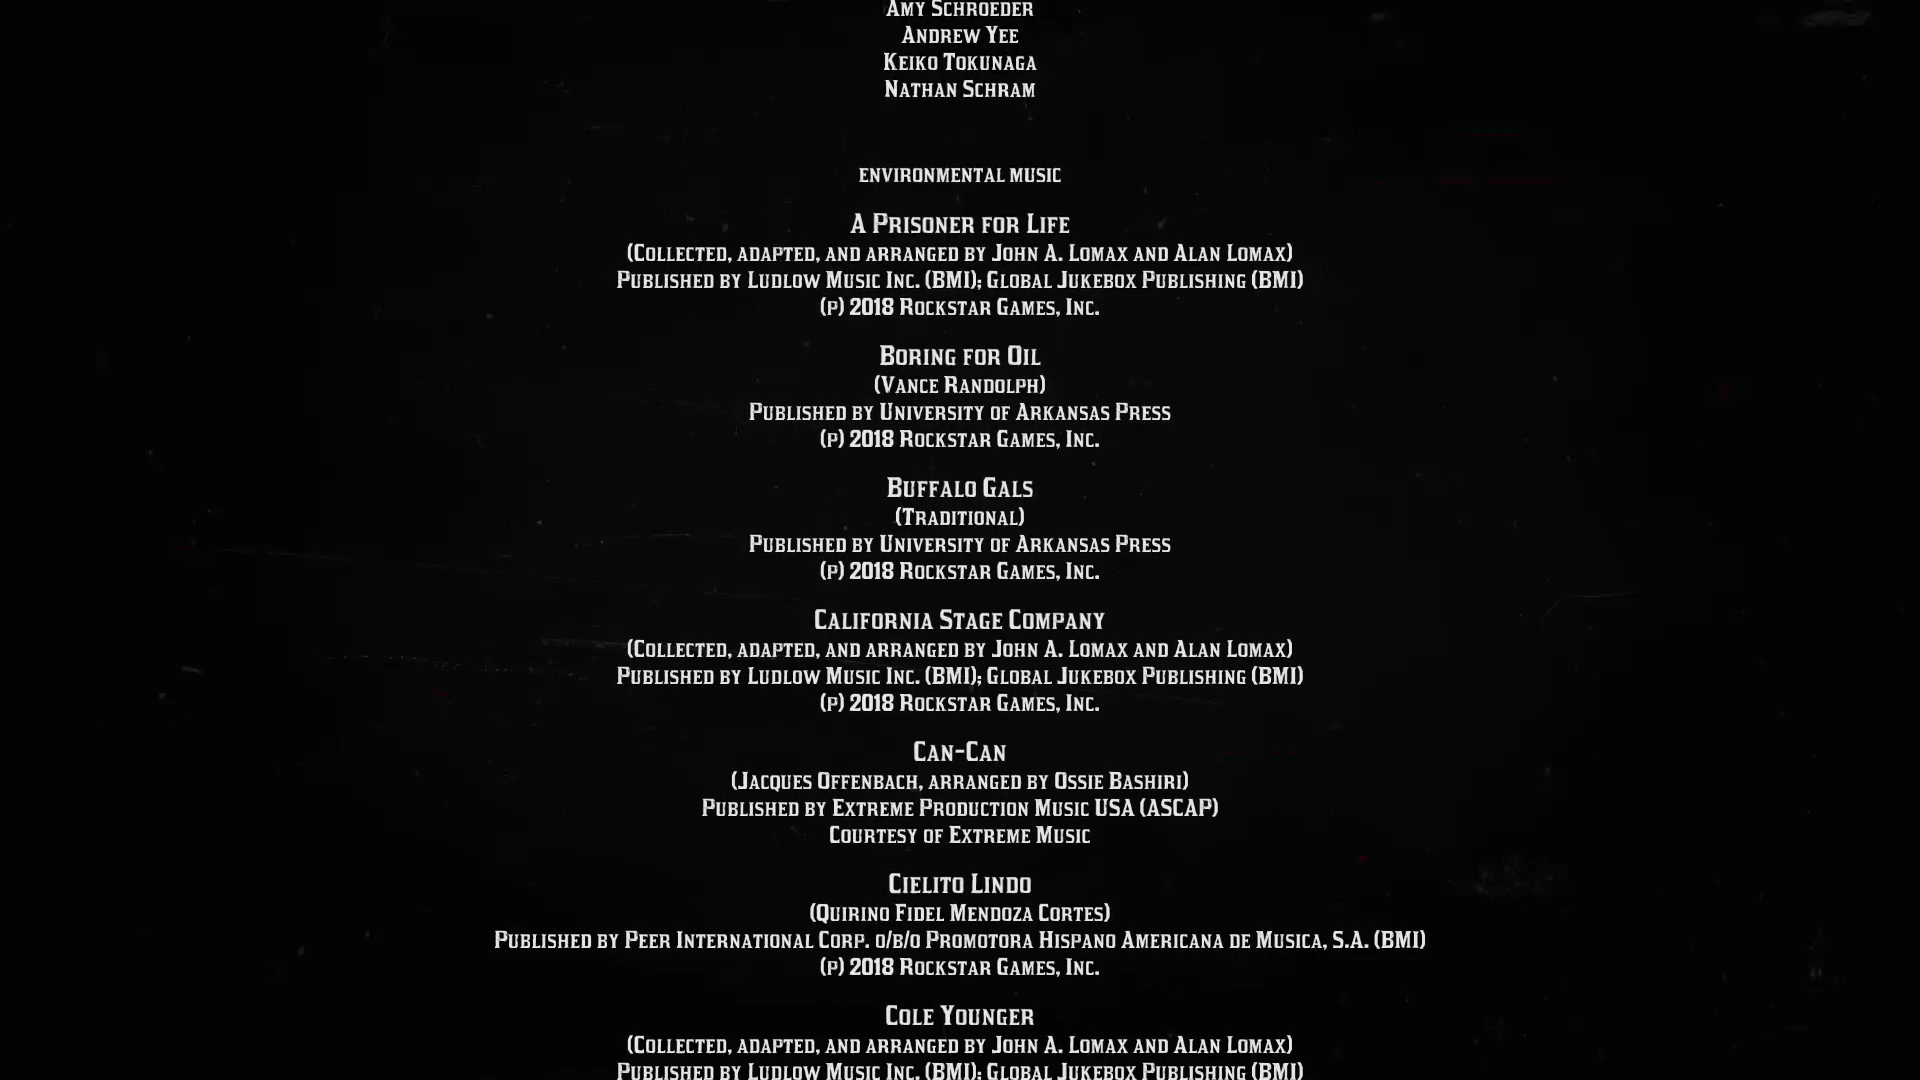 Amy Schroeder
Andrew Yee
Keiko Tokunaga
Nathan Schram
ENVIRONMENTAL MUSIC
A Prisoner for Life
(Collected, adapted, and arranged by John A. Lomax and Alan Lomax)
Published by Ludlow Music Inc. (BMI); Global Jukebox Publishing (BMI)
(P) 2018 Rockstar Games, Inc.
Boring for Oil
(Vance Randolph)
Published by University of Arkansas Press
(P) 2018 Rockstar Games, Inc.
Buffalo Gals
(Traditional)
Published by University of Arkansas Press
(P) 2018 Rockstar Games, Inc.
California Stage Company
(Collected, adapted, and arranged by John A. Lomax and Alan Lomax)
Published by Ludlow Music Inc. (BMI); Global Jukebox Publishing (BMI)
(P) 2018 Rockstar Games, Inc.
Can-Can
(Jacques Offenbach, arranged by Ossie Bashiri)
Published by Extreme Production Music USA (ASCAP)
Courtesy of Extreme Music
Cielito Lindo
(Quirino Fidel Mendoza Cortes)
Published by Peer International Corp. o/b/o Promotora Hispano Americana de Musica, S.A. (BMI)
(P) 2018 Rockstar Games, Inc.
Cole Younger
(Collected, adapted, and arranged by John A. Lomax and Alan Lomax)
Published by Ludlow Music Inc. (BMI); Global Jukebox Publishing (BMI)